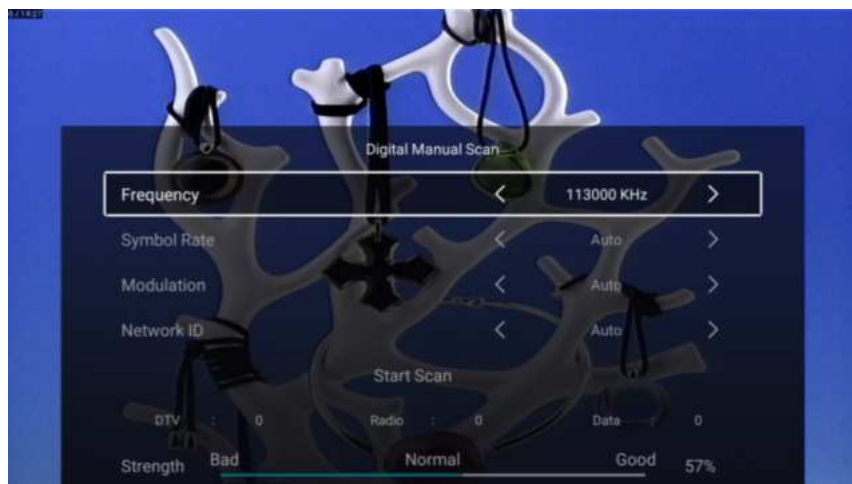 Digital Manual Scan
Frequency < 113000 KHz >
Symbol Rate < Auto >
Modulation < Auto >
Network ID < Auto >
Start Scan
DTV : 0 Radio : 0 Data : 0
Strength Bad Normal Good 57%